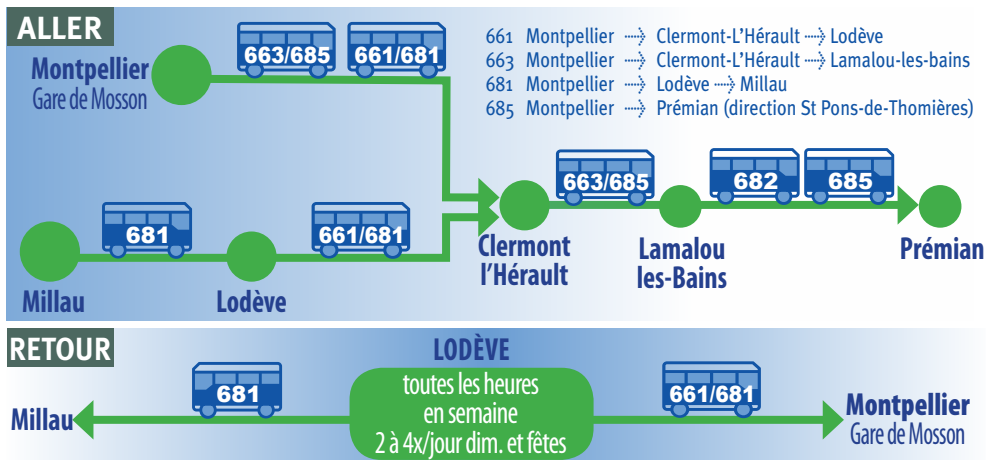 ALLER
663/685
661/681
Montpellier
Gare de Mosson
661 Montpellier ····> Clermont-L'Hérault ····> Lodève
663 Montpellier ····> Clermont-L'Hérault ····> Lamalou-les-bains
681 Montpellier ····> Lodève ····> Millau
685 Montpellier ····> Prémian (direction St Pons-de-Thomières)
663/685
682
685
681
661/681
Clermont
l'Hérault
Lamalou
les-Bains
Prémian
Millau
Lodève
RETOUR
LODÈVE
681
toutes les heures
en semaine
2 à 4x/jour dim. et fêtes
661/681
Millau
Montpellier
Gare de Mosson